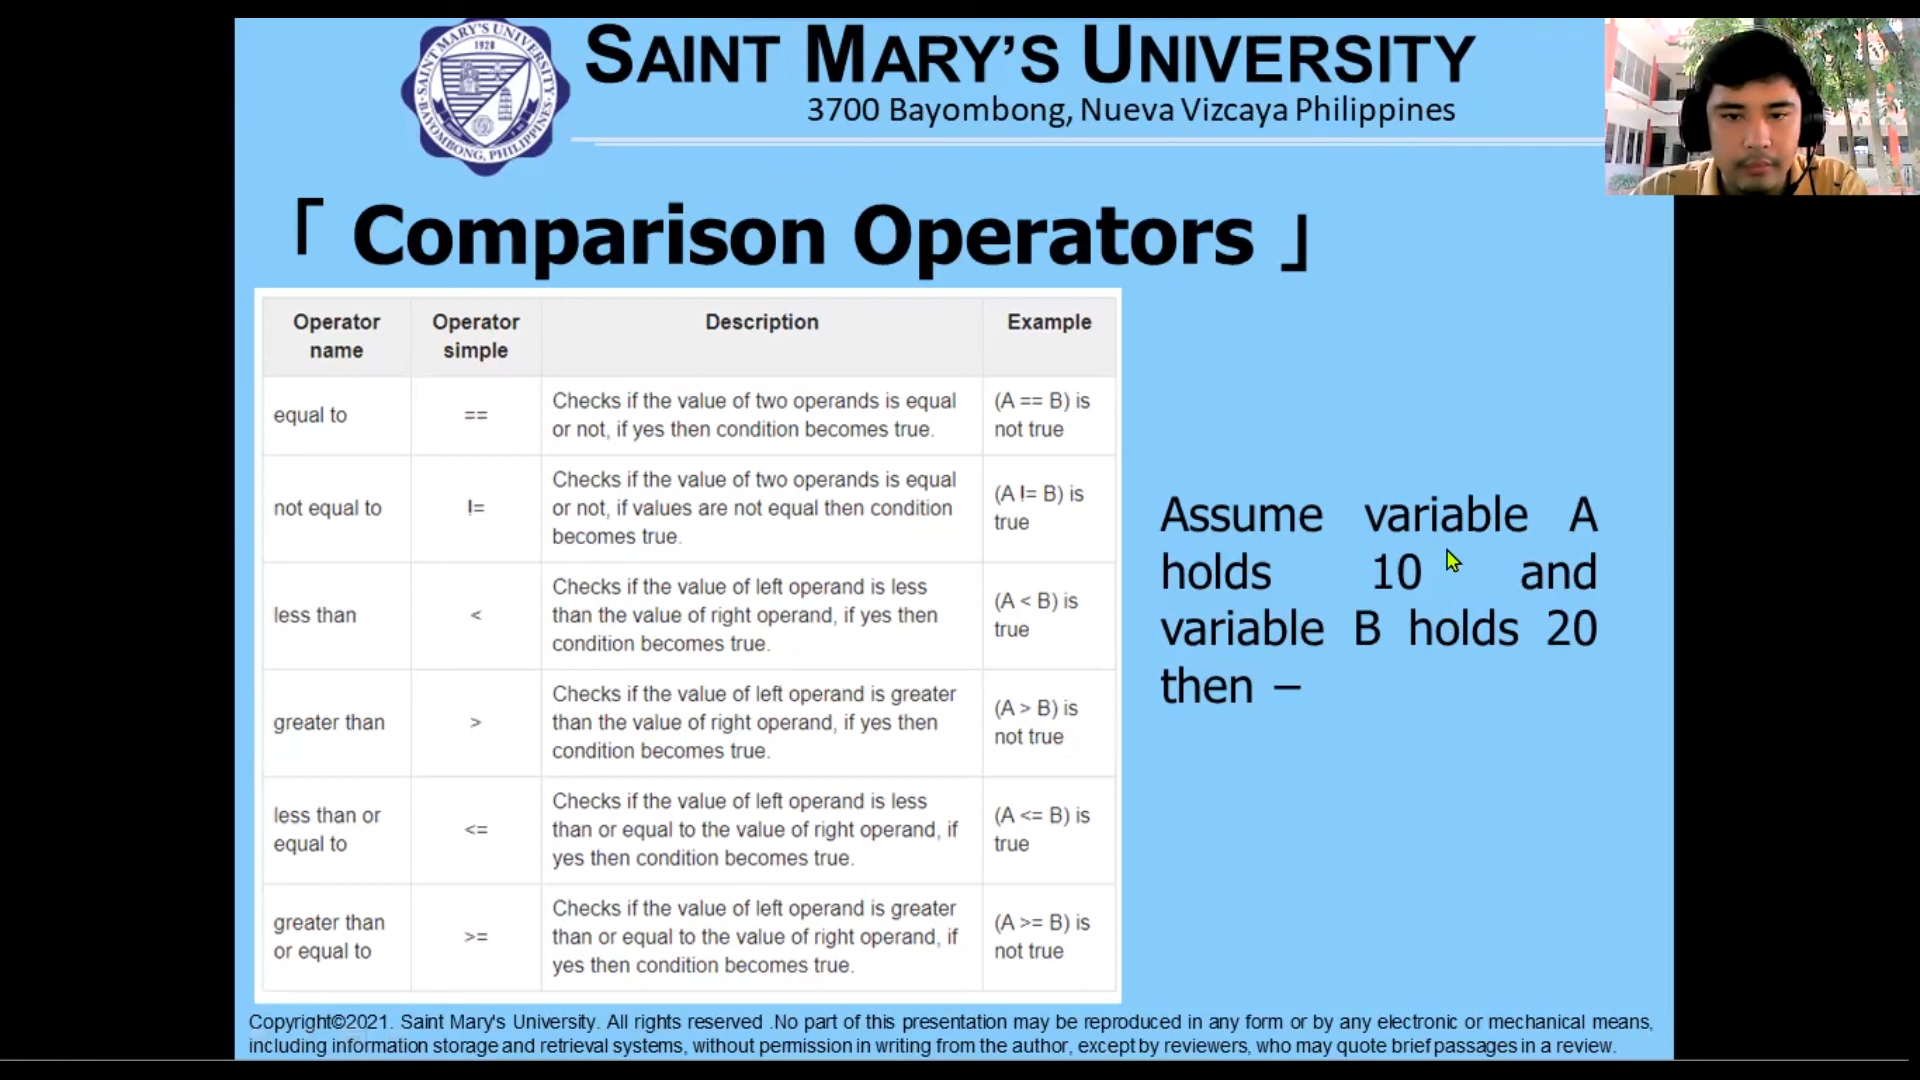 SAINT MARY'S UNIVERSITY
1928
BAYOMBONG, PHILIPPINES
SAINT MARY'S UNIVERSITY
3700 Bayombong, Nueva Vizcaya Philippines
「 Comparison Operators 」
Operator name
Operator simple
Description
Example
equal to
==
Checks if the value of two operands is equal
or not, if yes then condition becomes true.
(A == B) is
not true
not equal to
!=
Checks if the value of two operands is equal
or not, if values are not equal then condition
becomes true.
(A != B) is
true
less than
<
Checks if the value of left operand is less
than the value of right operand, if yes then
condition becomes true.
(A < B) is
true
greater than
>
Checks if the value of left operand is greater
than the value of right operand, if yes then
condition becomes true.
(A > B) is
not true
less than or
equal to
<=
Checks if the value of left operand is less
than or equal to the value of right operand, if
yes then condition becomes true.
(A <= B) is
true
greater than
or equal to
>=
Checks if the value of left operand is greater
than or equal to the value of right operand, if
yes then condition becomes true.
(A >= B) is
not true
Assume variable A
holds 10 and
variable B holds 20
then –
Copyright©2021. Saint Mary's University. All rights reserved .No part of this presentation may be reproduced in any form or by any electronic or mechanical means,
including information storage and retrieval systems, without permission in writing from the author, except by reviewers, who may quote brief passages in a review.